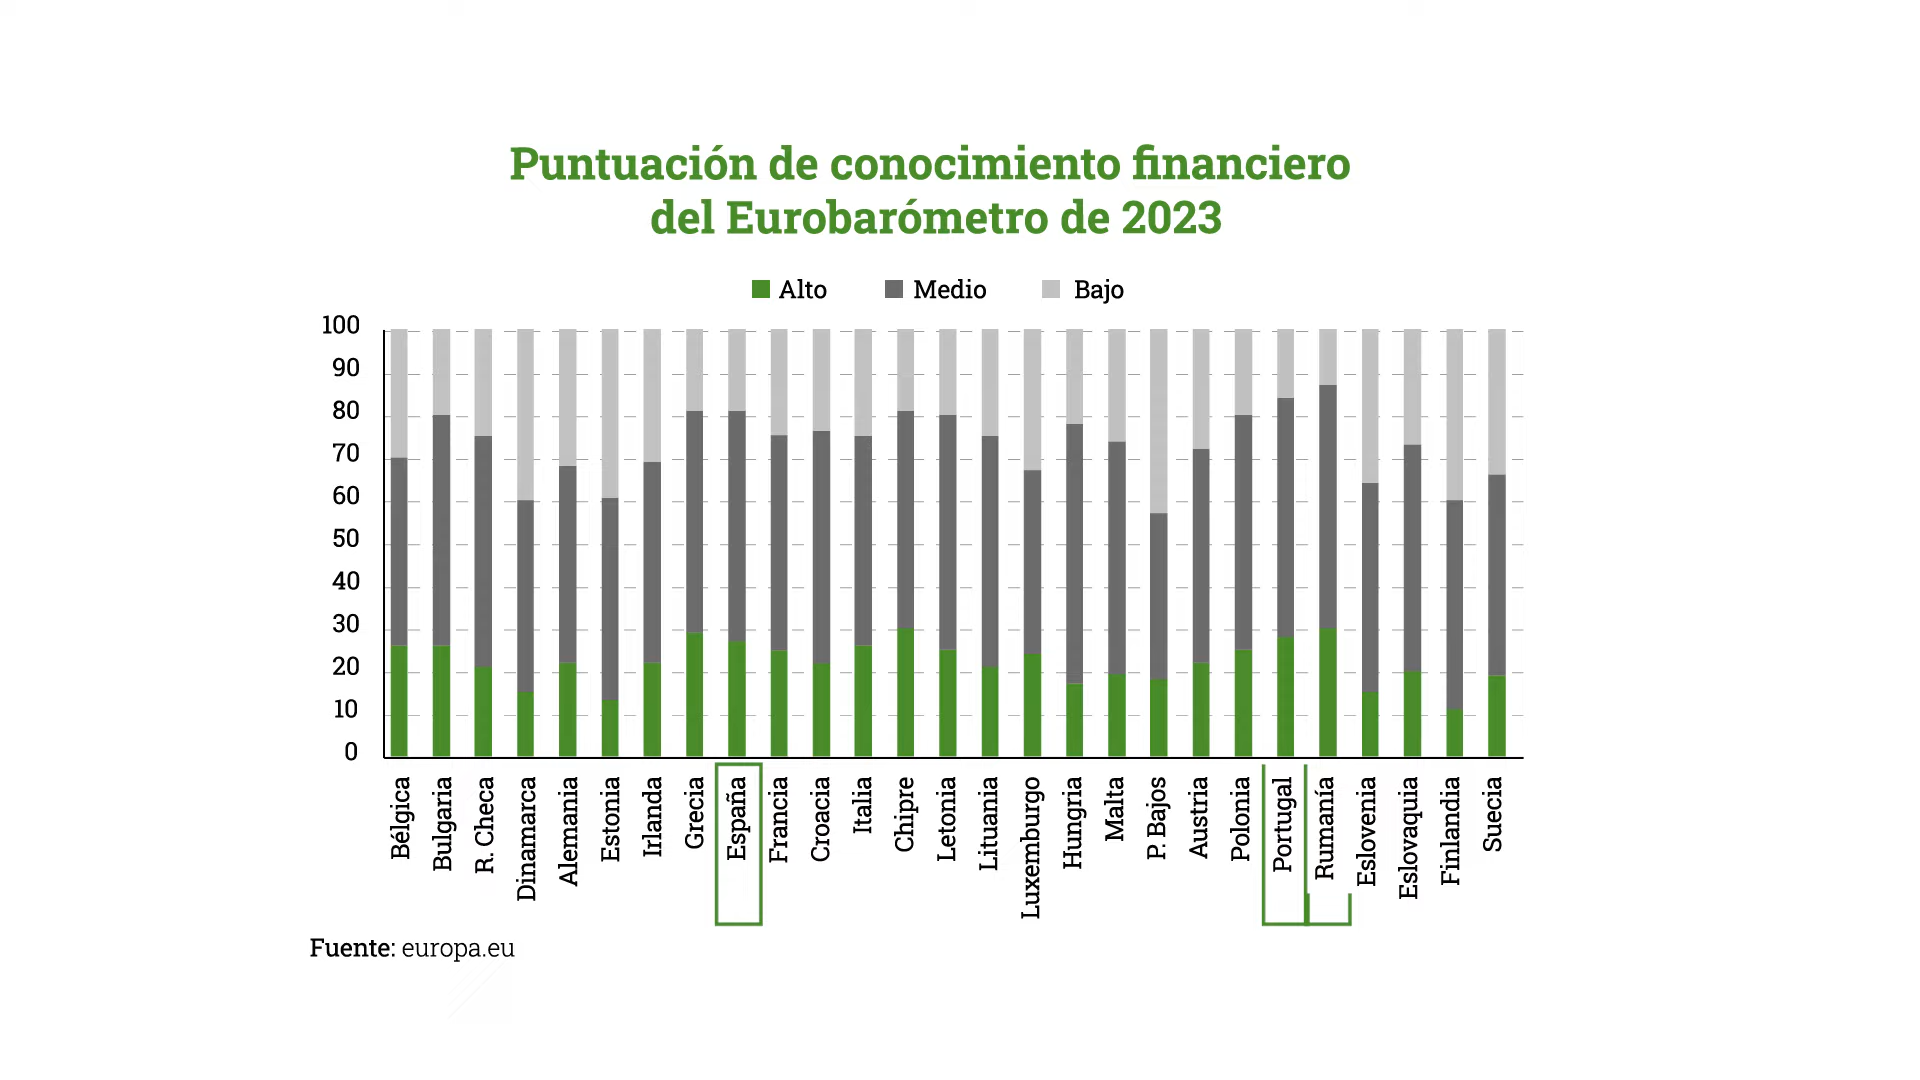 Puntuación de conocimiento financiero
del Eurobarómetro de 2023
Alto Medio Bajo
100
90
80
70
60
50
40
30
20
10
0
Bélgica
Bulgaria
R. Checa
Dinamarca
Alemania
Estonia
Irlanda
Grecia
España
Francia
Croacia
Italia
Chipre
Letonia
Lituania
Luxemburgo
Hungria
Malta
P. Bajos
Austria
Polonia
Portugal
Rumanía
Eslovenia
Eslovaquia
Finlandia
Suecia
Fuente: europa.eu